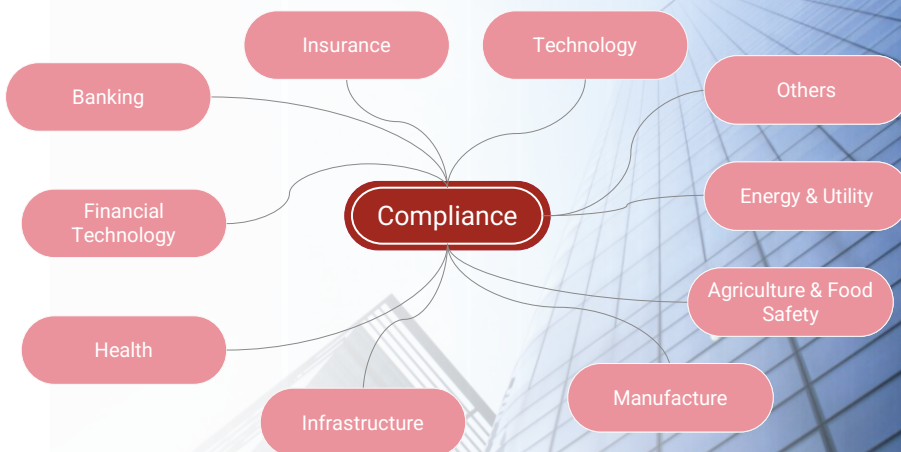 Insurance
Technology
Banking
Others
Financial
Technology
Compliance
Energy & Utility
Agriculture & Food
Safety
Health
Manufacture
Infrastructure